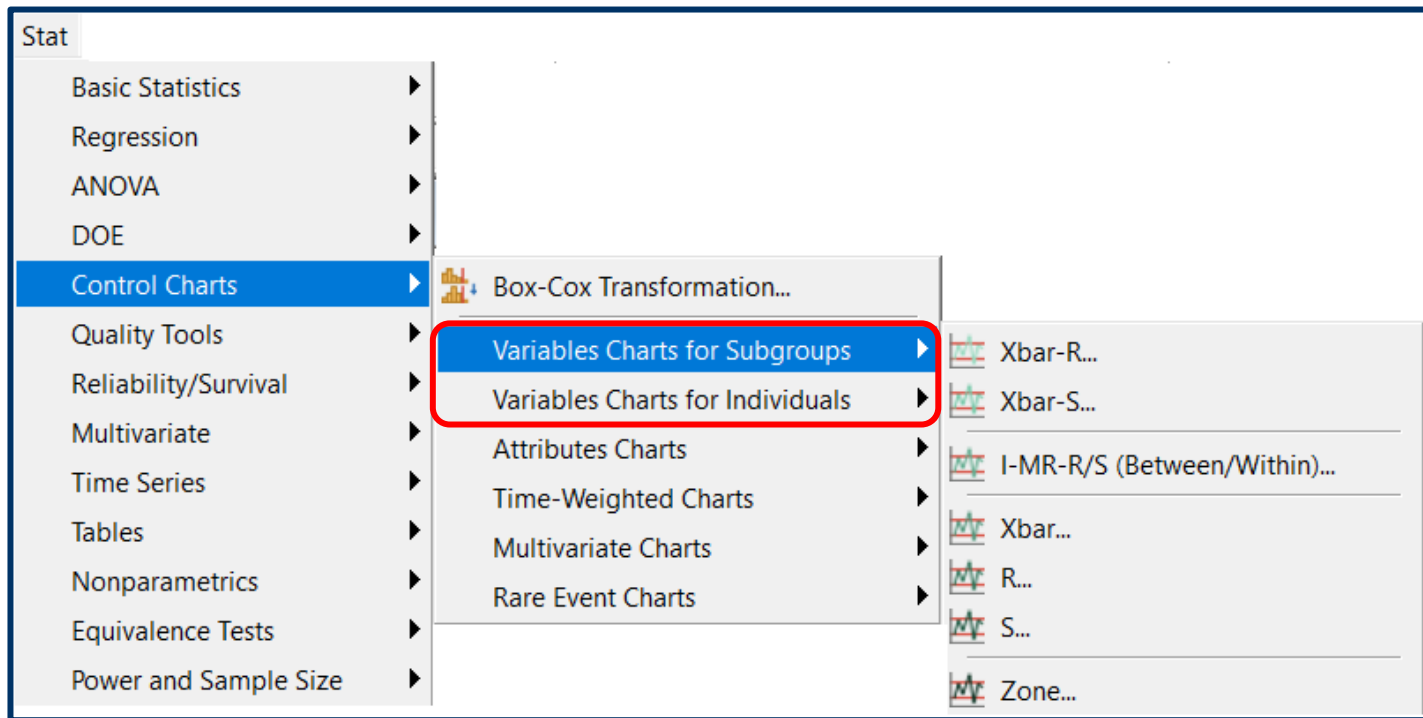 Stat
Basic Statistics
Regression
ANOVA
DOE
Control Charts
Quality Tools
Reliability/Survival
Multivariate
Time Series
Tables
Nonparametrics
Equivalence Tests
Power and Sample Size
Box-Cox Transformation...
Variables Charts for Subgroups
Variables Charts for Individuals
Attributes Charts
Time-Weighted Charts
Multivariate Charts
Rare Event Charts
Xbar-R...
Xbar-S...
I-MR-R/S (Between/Within)...
Xbar...
R...
S...
Zone...